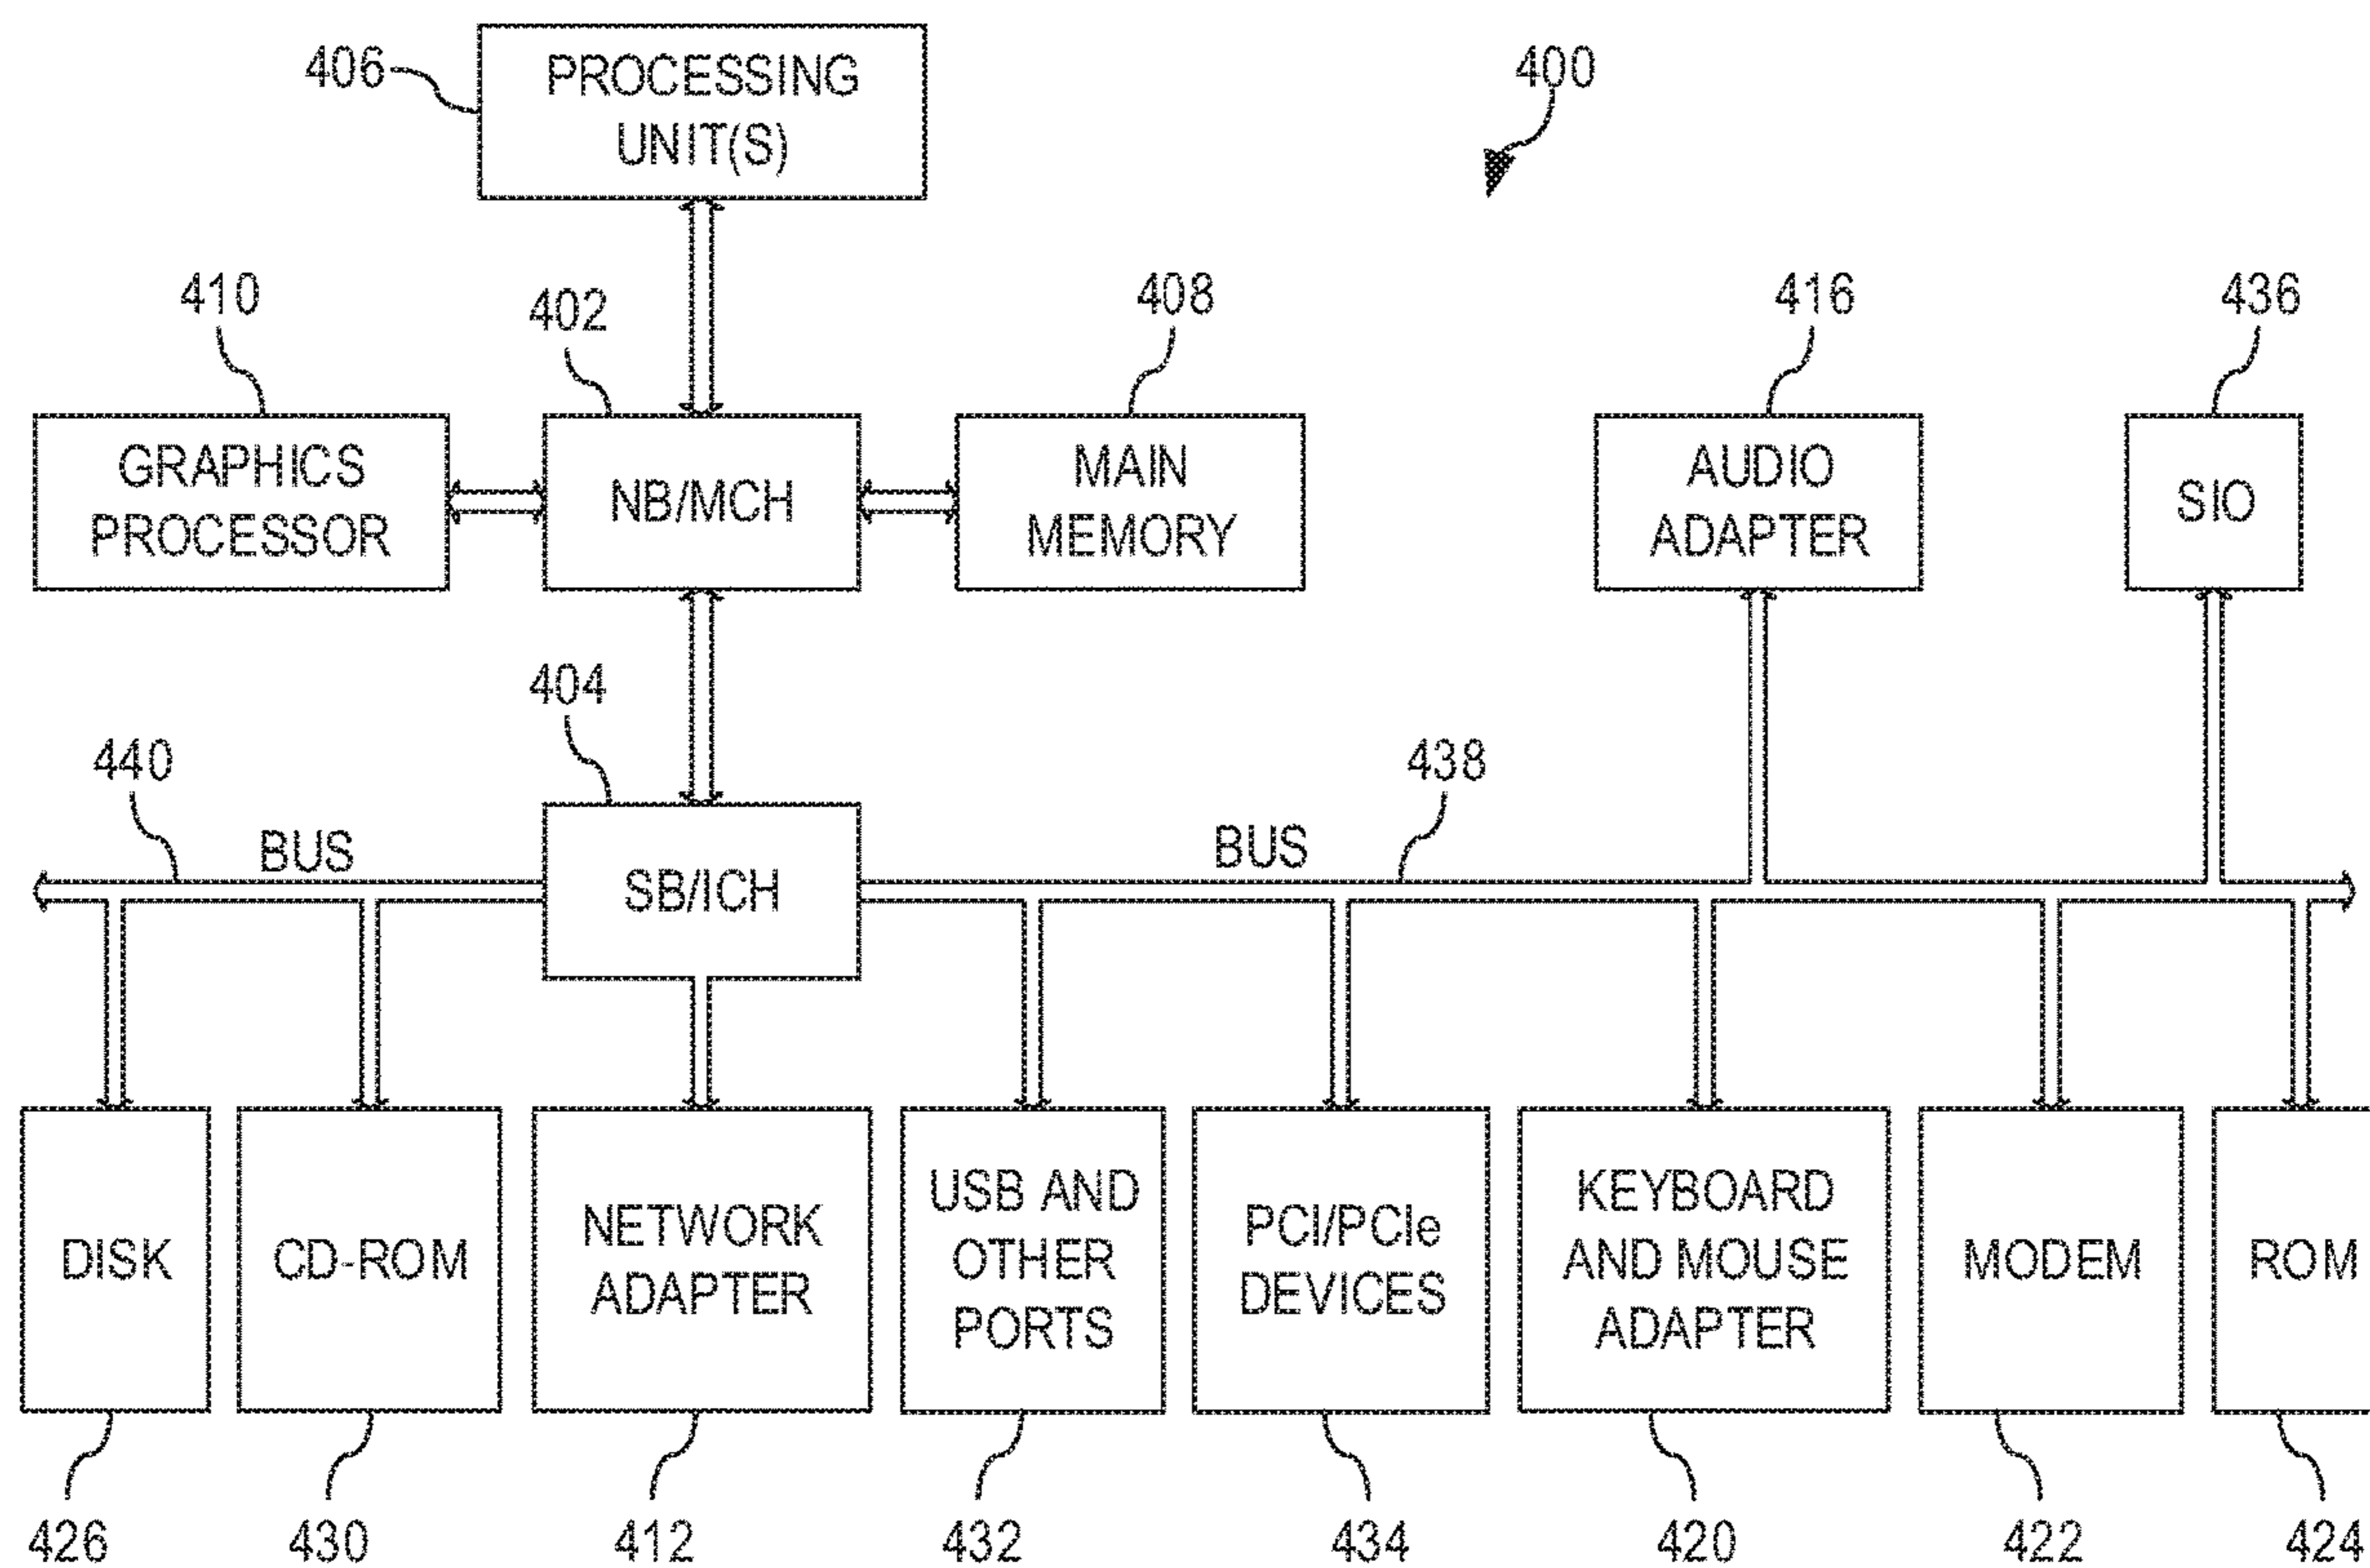 406
PROCESSING
UNIT(S)
400
410
402
408
416
436
GRAPHICS
PROCESSOR
NB/MCH
MAIN
MEMORY
AUDIO
ADAPTER
SIO
404
440
BUS
SB/ICH
BUS
438
DISK
CD-ROM
NETWORK
ADAPTER
USB AND
OTHER
PORTS
PCI/PCIe
DEVICES
KEYBOARD
AND MOUSE
ADAPTER
MODEM
ROM
426
430
412
432
434
420
422
424